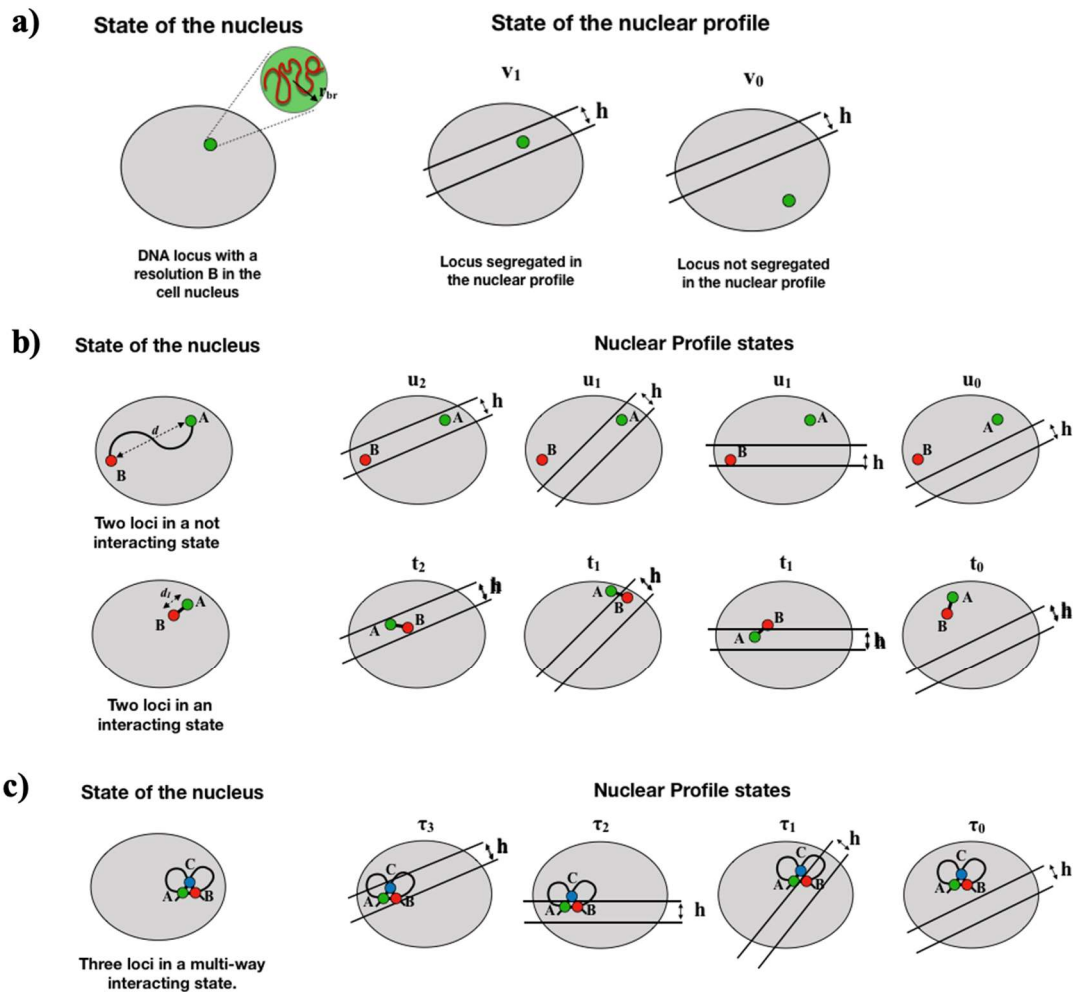 a)
State of the nucleus
State of the nuclear profile
r_br
v₁
h
v₀
h
DNA locus with a
resolution B in the
cell nucleus
Locus segregated in
the nuclear profile
Locus not segregated
in the nuclear profile
b)
State of the nucleus
Nuclear Profile states
u₂
h
u₁
h
u₁
u₀
d
A
B
A
B
A
B
A
B
h
A
B
h
Two loci in a not
interacting state
t₂
h
t₁
h
t₁
t₀
d_I
A
B
A
B
A
B
B
A
h
A
B
h
Two loci in an
interacting state
c)
State of the nucleus
Nuclear Profile states
τ₃
h
τ₂
τ₁
h
τ₀
C
A
B
C
A
B
C
A
B
h
C
A
B
C
A
B
h
Three loci in a multi-way
interacting state.